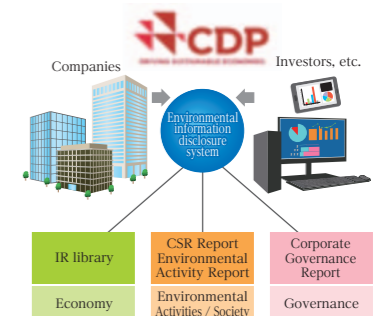 CDP
DRIVING SUSTAINABLE ECONOMIES
Companies
Investors, etc.
Environmental
information
disclosure
system
IR library
CSR Report
Environmental
Activity Report
Corporate
Governance
Report
Economy
Environmental
Activities / Society
Governance